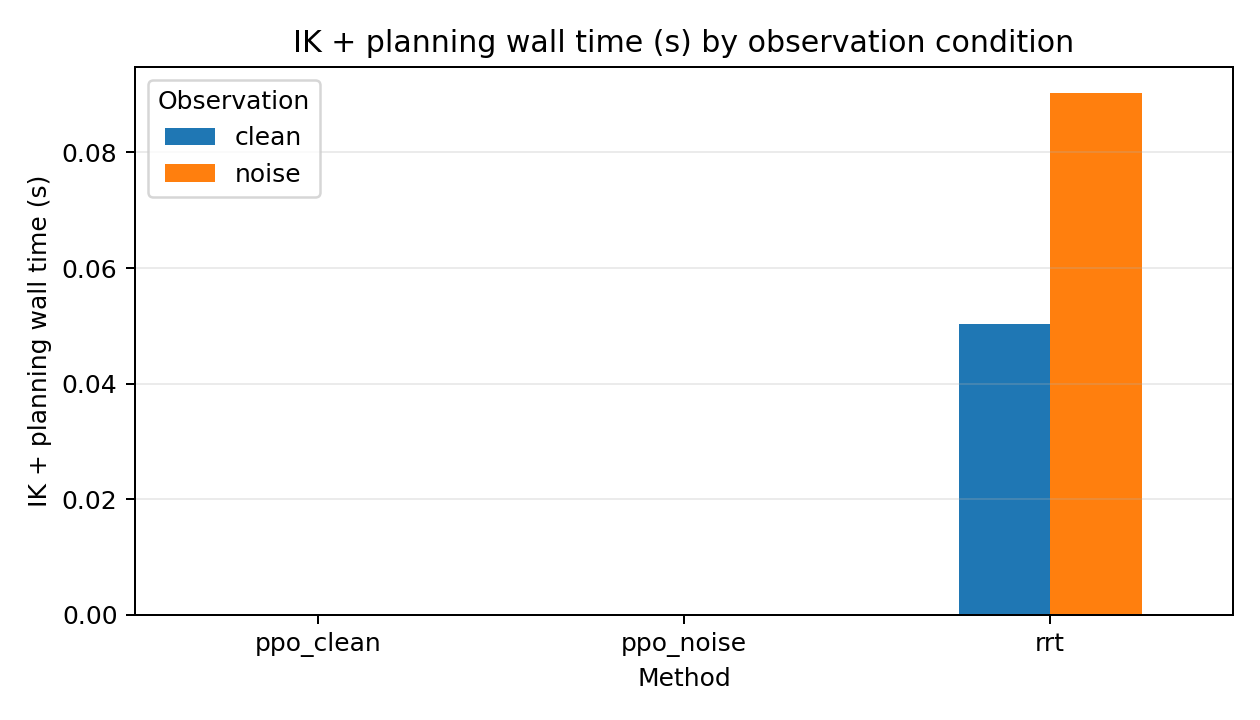 IK + planning wall time (s) by observation condition
Observation
clean
noise
IK + planning wall time (s)
0.08
0.06
0.04
0.02
0.00
ppo_clean
ppo_noise
rrt
Method